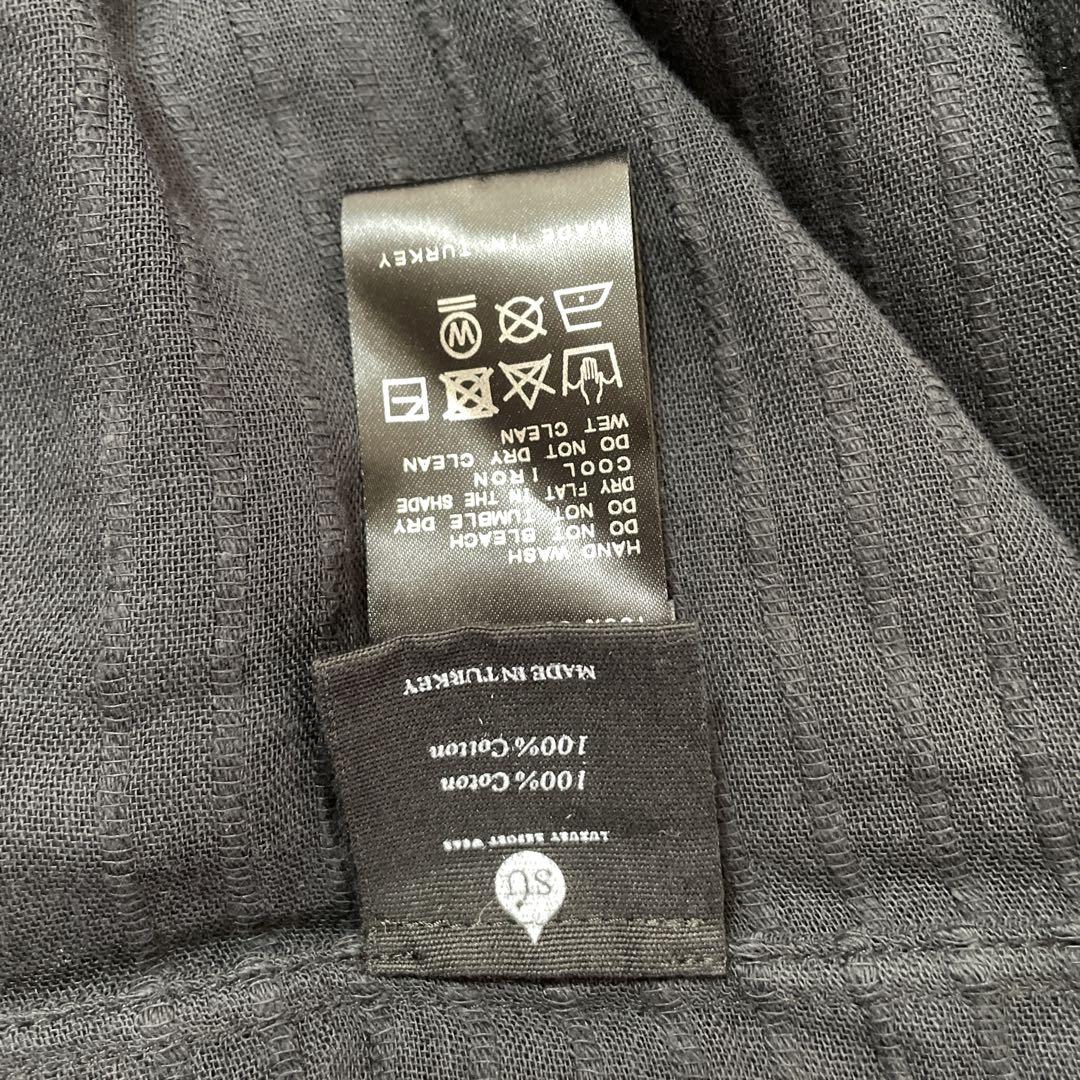 SU
LUXURY RESORT WEAR
100% Coton
100% Cotton
MADE IN TURKEY
HAND WASH
DO NOT BLEACH
DO NOT TUMBLE DRY
DRY FLAT IN THE SHADE
COOL IRON
DO NOT DRY CLEAN
WET CLEAN
W
MADE IN TURKEY